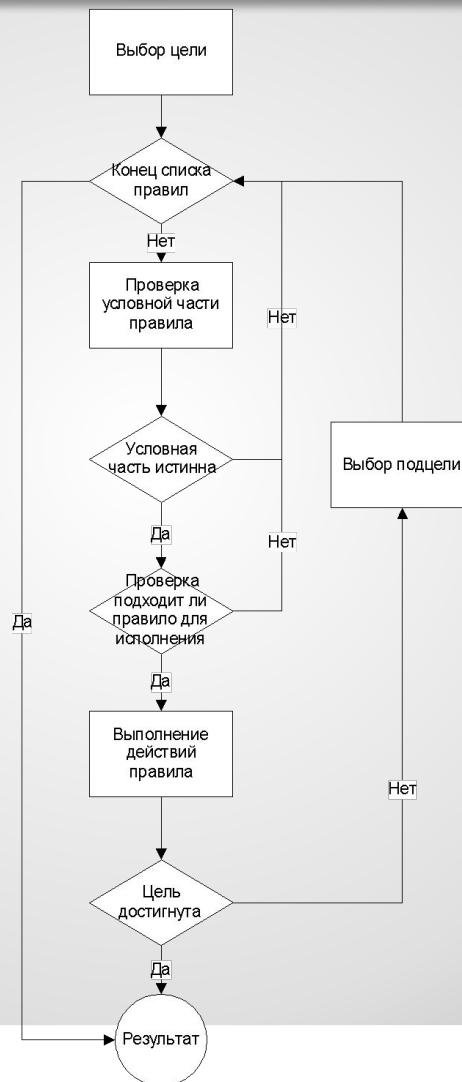 Выбор цели
Конец списка
правил
Нет
Проверка
условной части
правила
Нет
Условная
часть истинна
Выбор подцели
Да
Нет
Проверка
подходит ли
правило для
исполнения
Да
Да
Выполнение
действий
правила
Нет
Цель
достигнута
Да
Результат